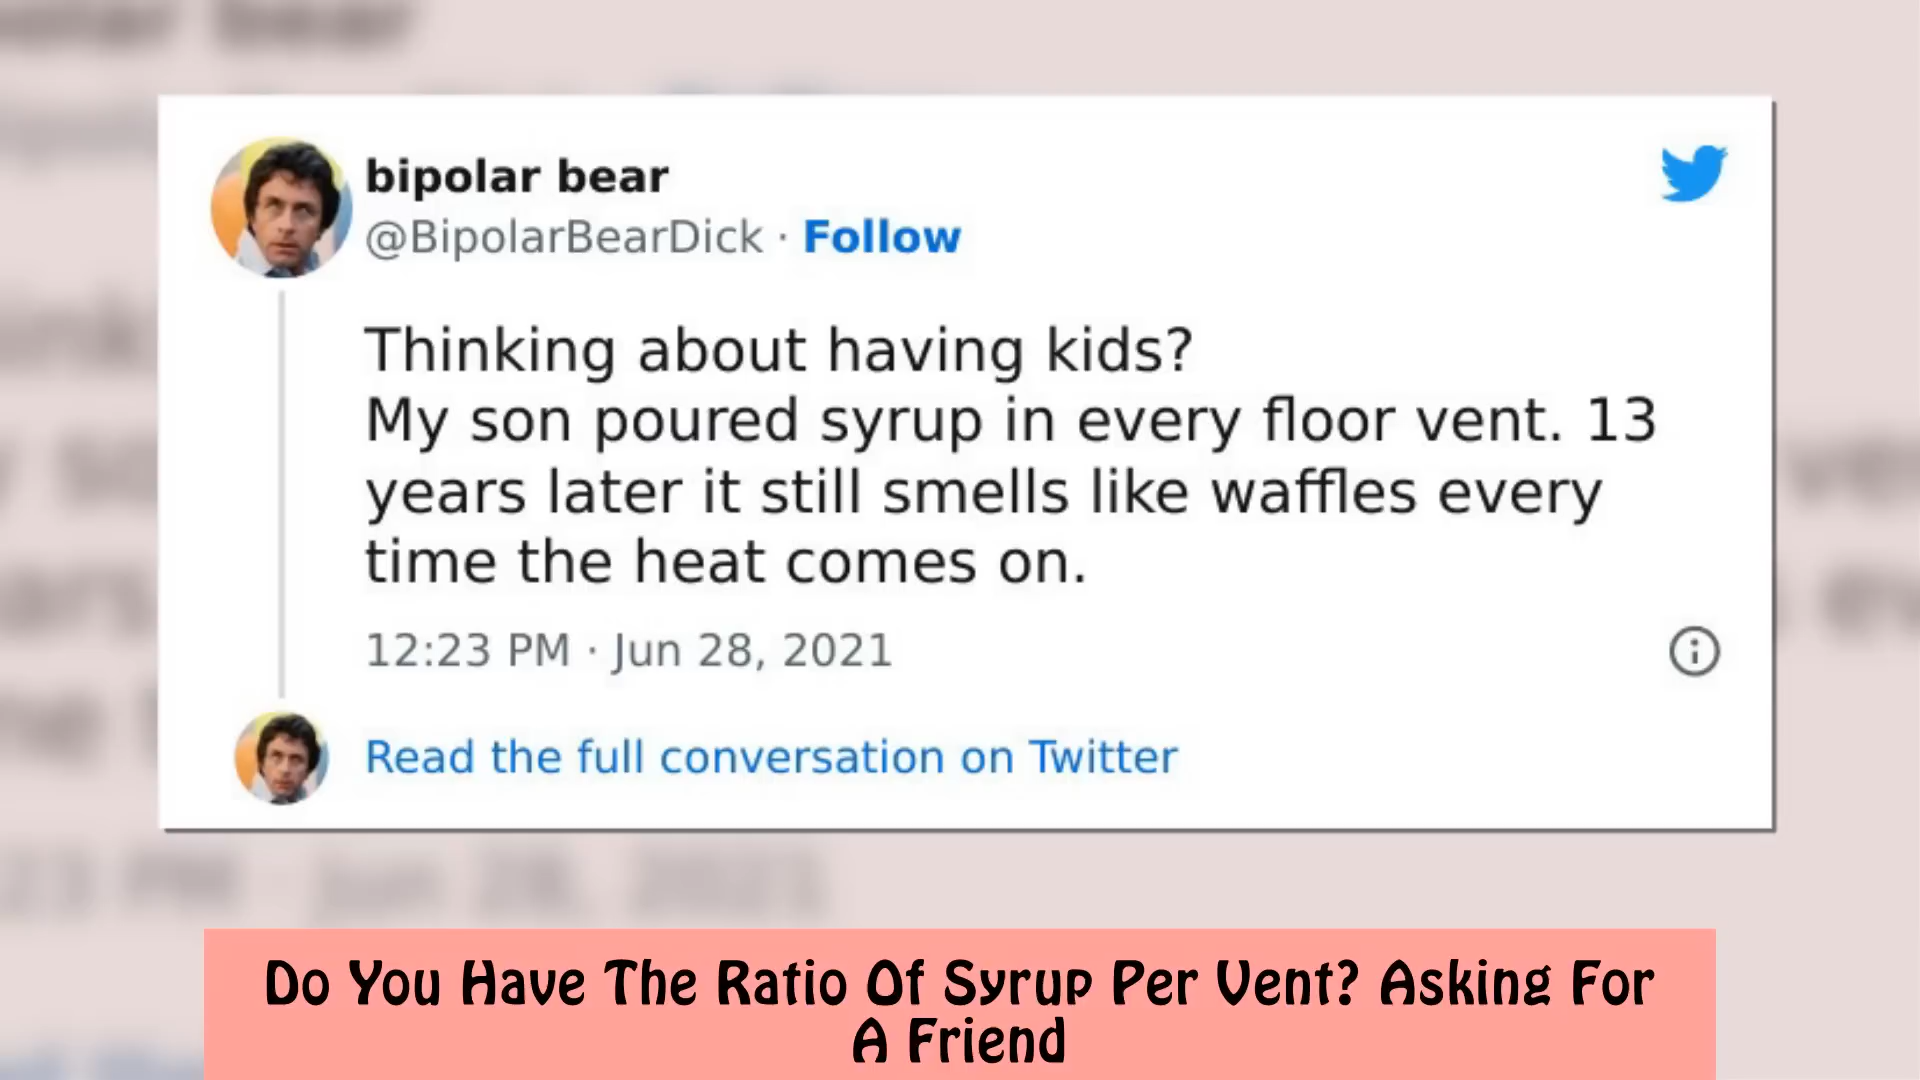 bipolar bear
@BipolarBearDick · Follow
Thinking about having kids?
My son poured syrup in every floor vent. 13
years later it still smells like waffles every
time the heat comes on.
12:23 PM · Jun 28, 2021
Read the full conversation on Twitter
Do You Have The Ratio Of Syrup Per Vent? Asking For
A Friend